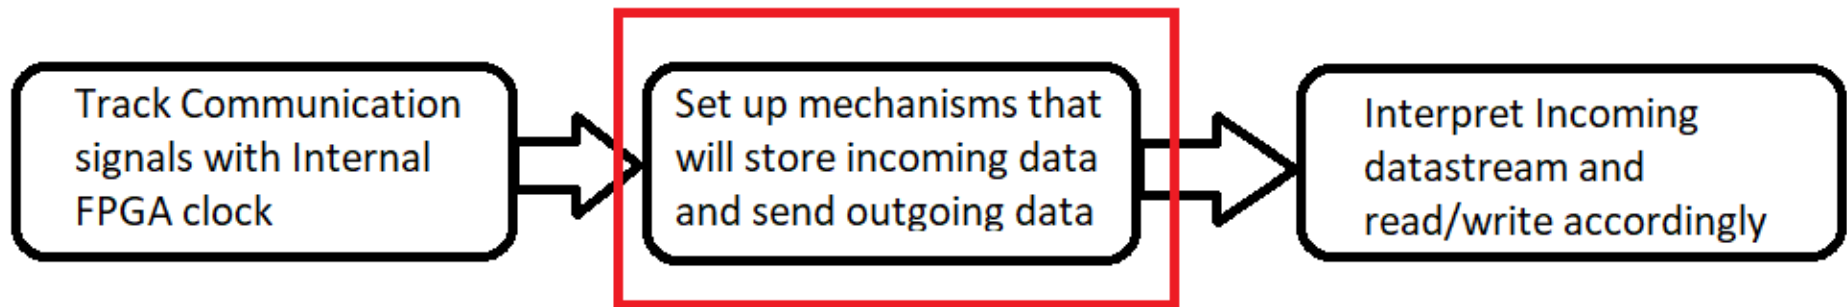 Track Communication
signals with Internal
FPGA clock
Set up mechanisms that
will store incoming data
and send outgoing data
Interpret Incoming
datastream and
read/write accordingly